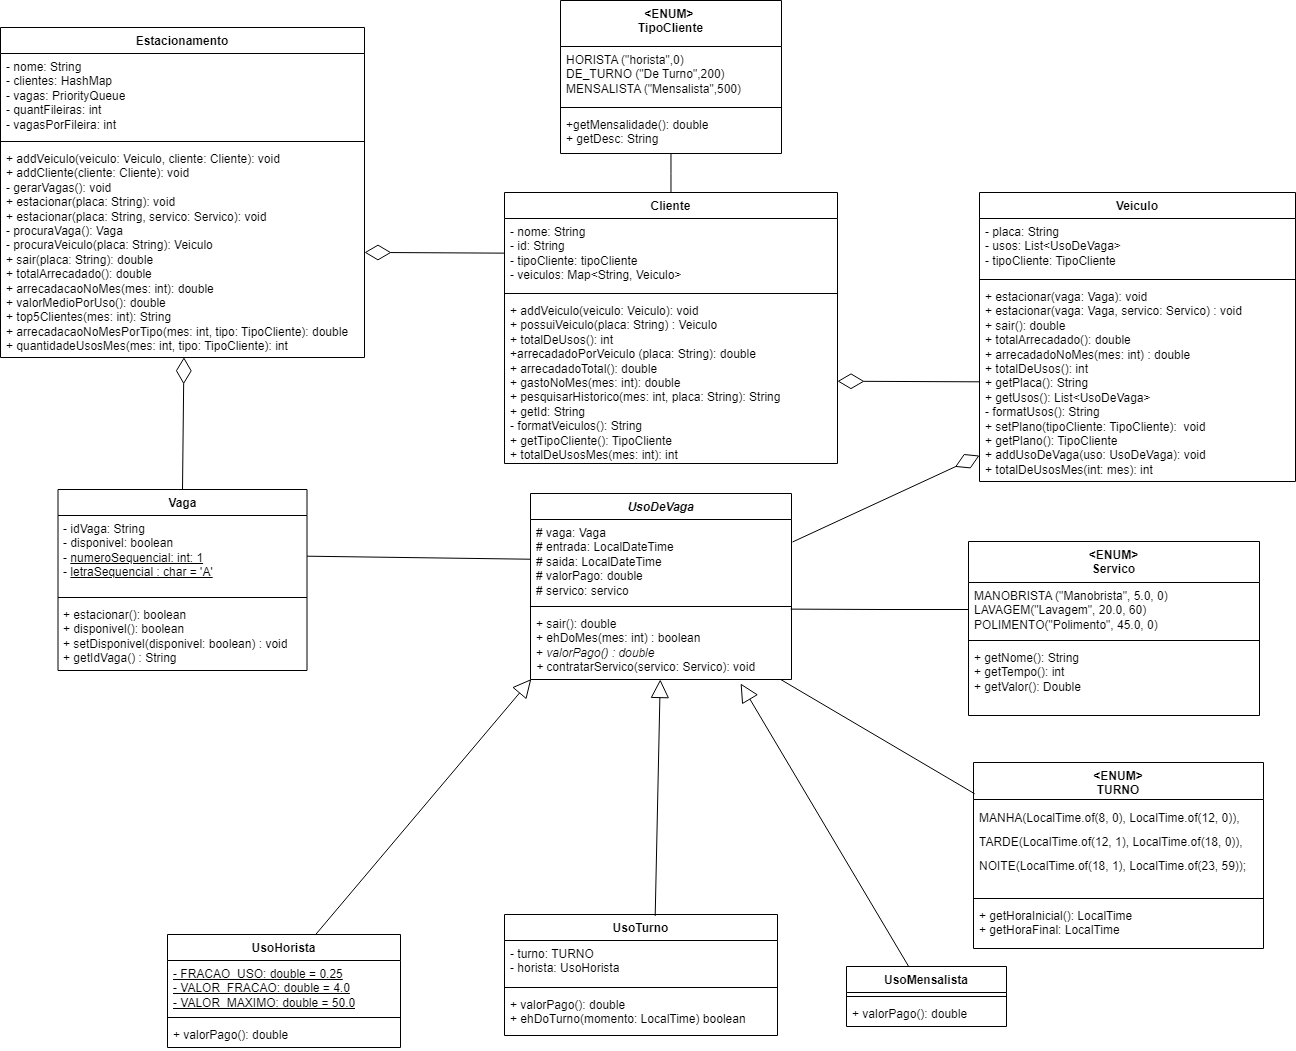 Estacionamento
- nome: String
- clientes: HashMap
- vagas: PriorityQueue
- quantFileiras: int
- vagasPorFileira: int
+ addVeiculo(veiculo: Veiculo, cliente: Cliente): void
+ addCliente(cliente: Cliente): void
- gerarVagas(): void
+ estacionar(placa: String): void
+ estacionar(placa: String, servico: Servico): void
- procuraVaga(): Vaga
- procuraVeiculo(placa: String): Veiculo
+ sair(placa: String): double
+ totalArrecadado(): double
+ arrecadacaoNoMes(mes: int): double
+ valorMedioPorUso(): double
+ top5Clientes(mes: int): String
+ arrecadacaoNoMesPorTipo(mes: int, tipo: TipoCliente): double
+ quantidadeUsosMes(mes: int, tipo: TipoCliente): int
<ENUM>
TipoCliente
HORISTA ("horista",0)
DE_TURNO ("De Turno",200)
MENSALISTA ("Mensalista",500)
+getMensalidade(): double
+ getDesc: String
Cliente
- nome: String
- id: String
- tipoCliente: tipoCliente
- veiculos: Map<String, Veiculo>
+ addVeiculo(veiculo: Veiculo): void
+ possuiVeiculo(placa: String) : Veiculo
+ totalDeUsos(): int
+arrecadadoPorVeiculo (placa: String): double
+ arrecadadoTotal(): double
+ gastoNoMes(mes: int): double
+ pesquisarHistorico(mes: int, placa: String): String
+ getId: String
- formatVeiculos(): String
+ getTipoCliente(): TipoCliente
+ totalDeUsosMes(mes: int): int
Veiculo
- placa: String
- usos: List<UsoDeVaga>
- tipoCliente: TipoCliente
+ estacionar(vaga: Vaga): void
+ estacionar(vaga: Vaga, servico: Servico) : void
+ sair(): double
+ totalArrecadado(): double
+ arrecadadoNoMes(mes: int) : double
+ totalDeUsos(): int
+ getPlaca(): String
+ getUsos(): List<UsoDeVaga>
- formatUsos(): String
+ setPlano(tipoCliente: TipoCliente): void
+ getPlano(): TipoCliente
+ addUsoDeVaga(uso: UsoDeVaga): void
+ totalDeUsosMes(int: mes): int
Vaga
- idVaga: String
- disponivel: boolean
- numeroSequencial: int: 1
- letraSequencial : char = 'A'
+ estacionar(): boolean
+ disponivel(): boolean
+ setDisponivel(disponivel: boolean) : void
+ getIdVaga() : String
UsoDeVaga
# vaga: Vaga
# entrada: LocalDateTime
# saida: LocalDateTime
# valorPago: double
# servico: servico
+ sair(): double
+ ehDoMes(mes: int) : boolean
+ valorPago() : double
+ contratarServico(servico: Servico): void
<ENUM>
Servico
MANOBRISTA ("Manobrista", 5.0, 0)
LAVAGEM("Lavagem", 20.0, 60)
POLIMENTO("Polimento", 45.0, 0)
+ getNome(): String
+ getTempo(): int
+ getValor(): Double
<ENUM>
TURNO
MANHA(LocalTime.of(8, 0), LocalTime.of(12, 0)),
TARDE(LocalTime.of(12, 1), LocalTime.of(18, 0)),
NOITE(LocalTime.of(18, 1), LocalTime.of(23, 59));
+ getHoraInicial(): LocalTime
+ getHoraFinal: LocalTime
UsoHorista
- FRACAO_USO: double = 0.25
- VALOR_FRACAO: double = 4.0
- VALOR_MAXIMO: double = 50.0
+ valorPago(): double
UsoTurno
- turno: TURNO
- horista: UsoHorista
+ valorPago(): double
+ ehDoTurno(momento: LocalTime) boolean
UsoMensalista
+ valorPago(): double